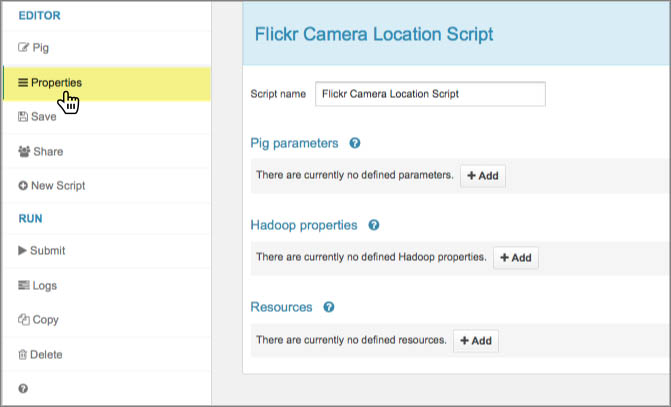 EDITOR
Pig
Properties
Save
Share
New Script
RUN
Submit
Logs
Copy
Delete
?
Flickr Camera Location Script
Script name Flickr Camera Location Script
Pig parameters ?
There are currently no defined parameters. + Add
Hadoop properties ?
There are currently no defined Hadoop properties. + Add
Resources ?
There are currently no defined resources. + Add